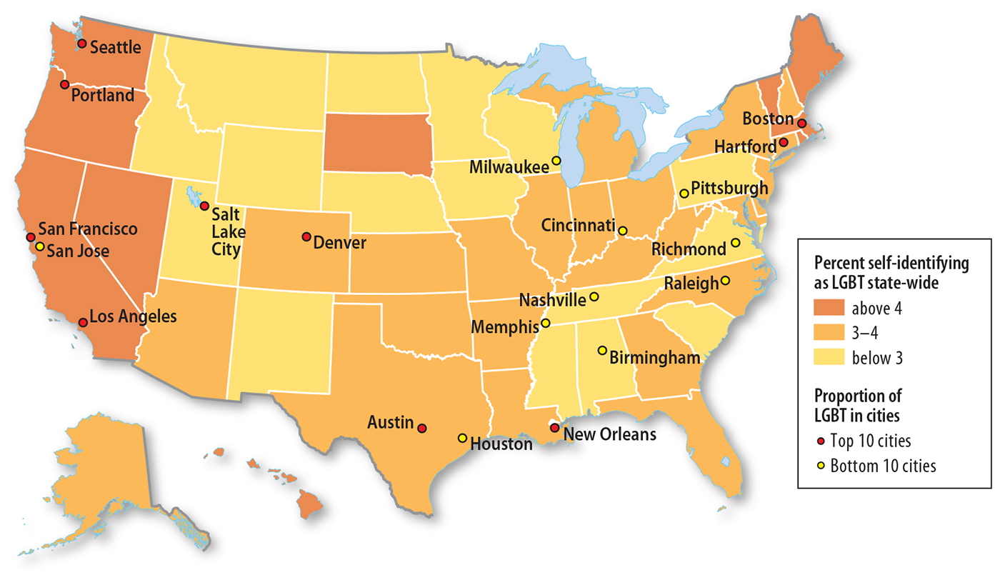 Seattle
Portland
Boston
Hartford
Milwaukee
Pittsburgh
Salt
Lake
City
San Francisco
San Jose
Denver
Cincinnati
Richmond
Raleigh
Nashville
Memphis
Los Angeles
Birmingham
Austin
Houston
New Orleans
Percent self-identifying
as LGBT state-wide
above 4
3–4
below 3
Proportion of
LGBT in cities
Top 10 cities
Bottom 10 cities